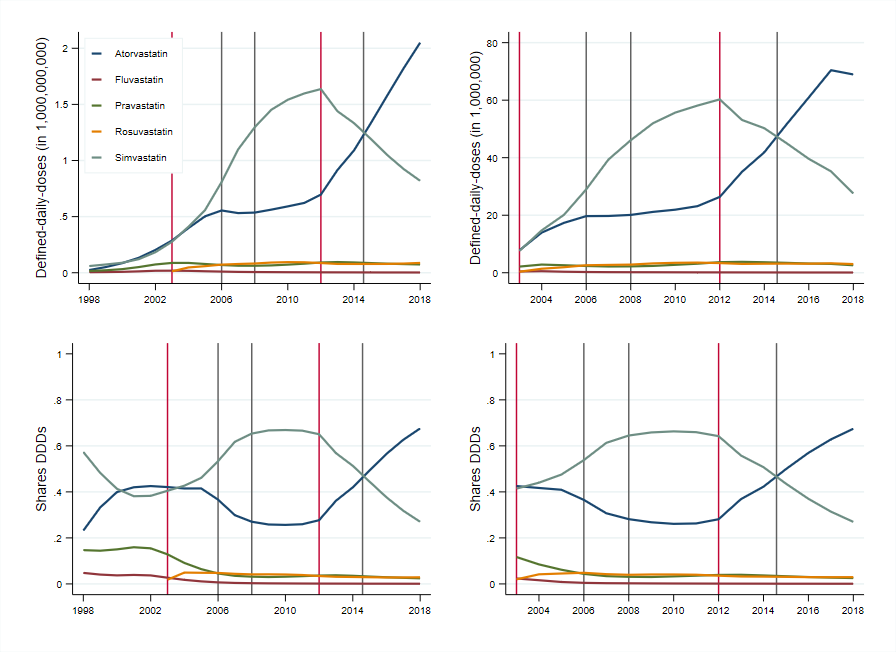 Defined-daily-doses (in 1,000,000,000)
2
1.5
1
.5
0
Atorvastatin
Fluvastatin
Pravastatin
Rosuvastatin
Simvastatin
1998 2002 2006 2010 2014 2018
Defined-daily-doses (in 1,000,000,000)
80
60
40
20
0
2004 2006 2008 2010 2012 2014 2016 2018
Shares DDDs
1
.8
.6
.4
.2
0
1998 2002 2006 2010 2014 2018
Shares DDDs
1
.8
.6
.4
.2
0
2004 2006 2008 2010 2012 2014 2016 2018